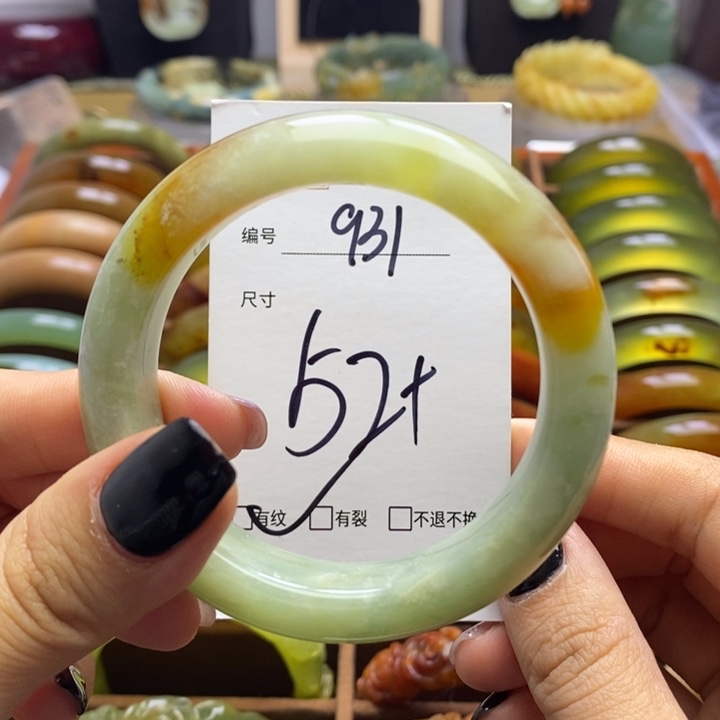 编号 931
尺寸
52+
有纹 有裂 不退不换